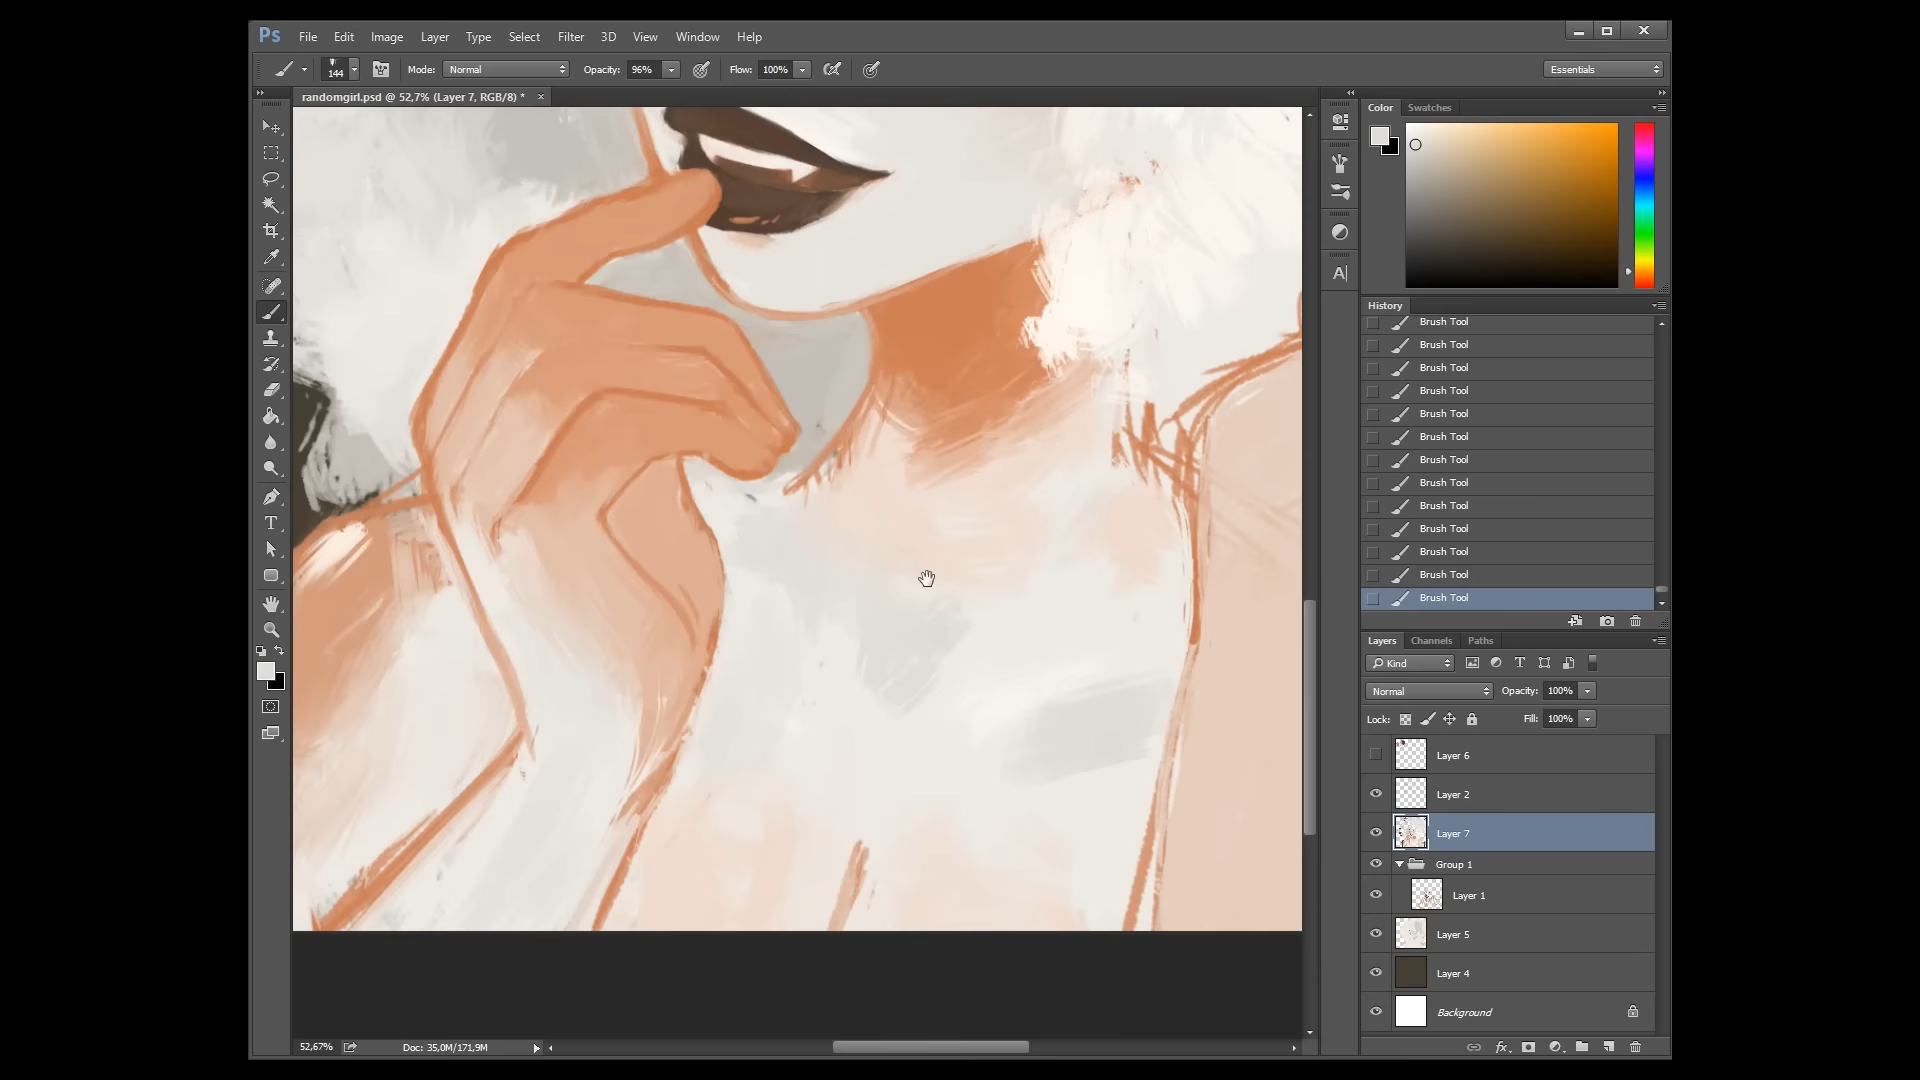 Ps File Edit Image Layer Type Select Filter 3D View Window Help
144 Mode: Normal Opacity: 96% Flow: 100% Essentials
randomgirl.psd @ 52,7% (Layer 7, RGB/8) * ×
Color Swatches
History
Brush Tool
Brush Tool
Brush Tool
Brush Tool
Brush Tool
Brush Tool
Brush Tool
Brush Tool
Brush Tool
Brush Tool
Brush Tool
Brush Tool
Brush Tool
Layers Channels Paths
Kind
Normal Opacity: 100%
Lock: Fill: 100%
Layer 6
Layer 2
Layer 7
Group 1
Layer 1
Layer 5
Layer 4
Background
52,67% Doc: 35,0M/171,9M